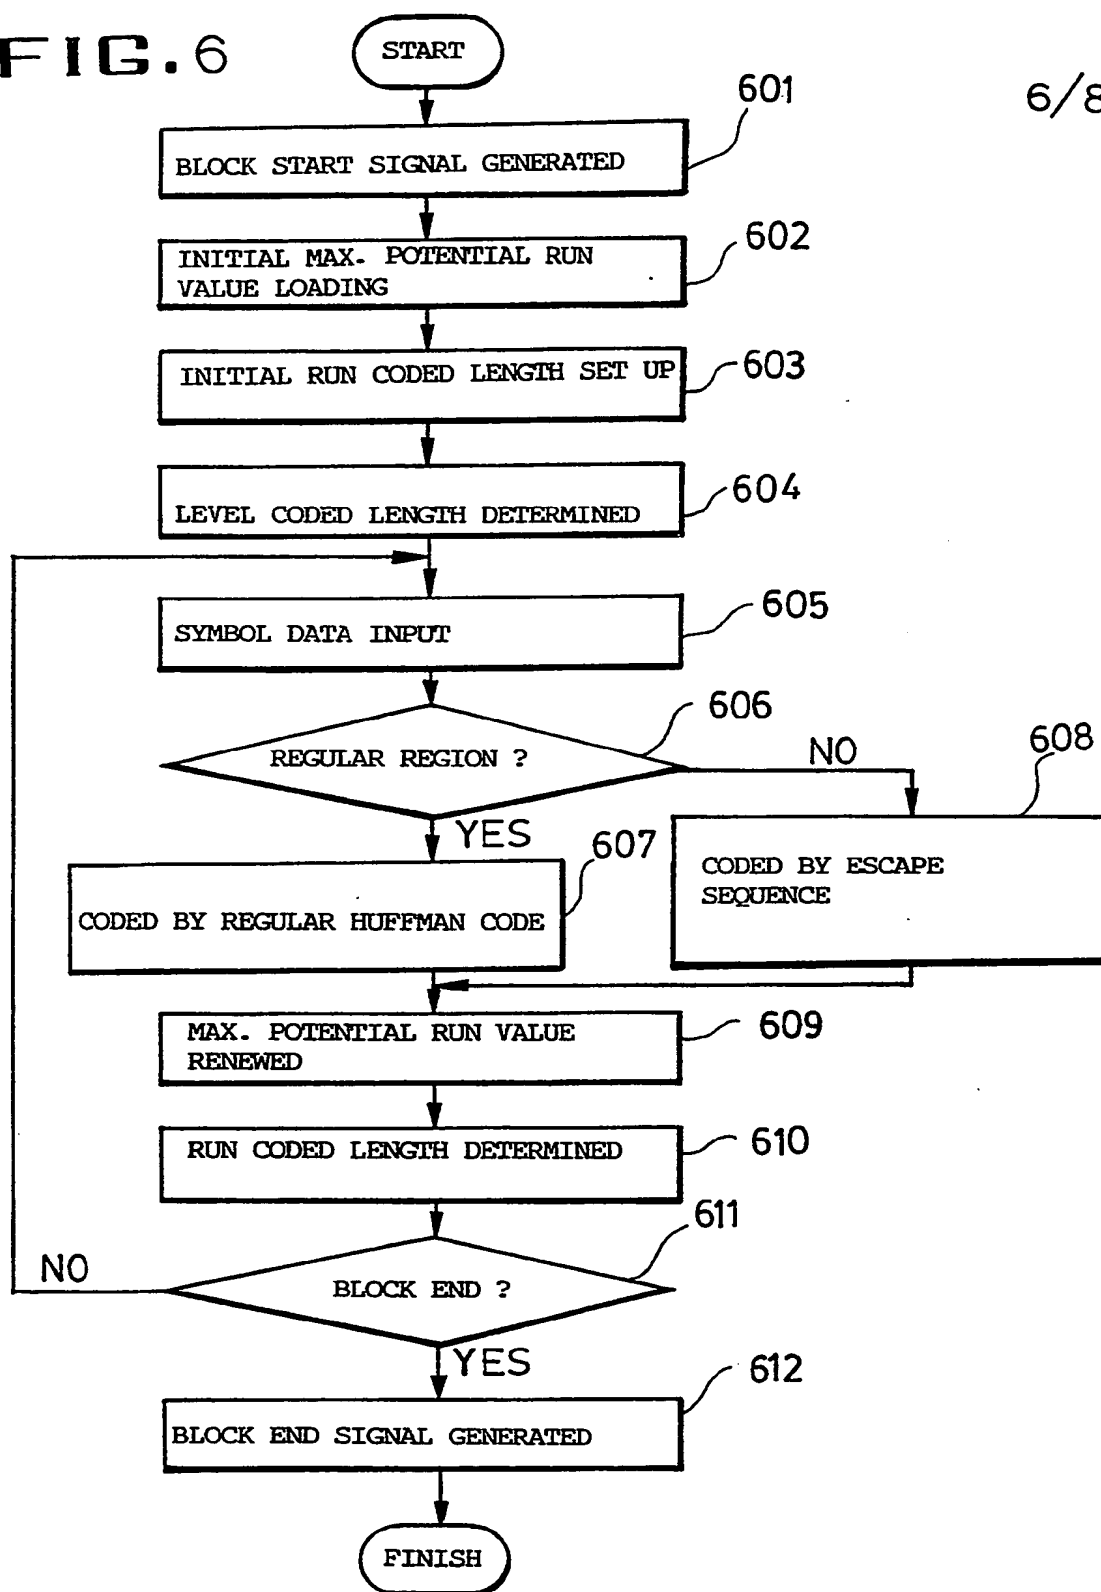 FIG.6
START
6/8
601
BLOCK START SIGNAL GENERATED
602
INITIAL MAX. POTENTIAL RUN
VALUE LOADING
603
INITIAL RUN CODED LENGTH SET UP
604
LEVEL CODED LENGTH DETERMINED
605
SYMBOL DATA INPUT
606
REGULAR REGION ?
NO
608
YES
607
CODED BY ESCAPE
SEQUENCE
CODED BY REGULAR HUFFMAN CODE
609
MAX. POTENTIAL RUN VALUE
RENEWED
610
RUN CODED LENGTH DETERMINED
611
NO
BLOCK END ?
YES
612
BLOCK END SIGNAL GENERATED
FINISH